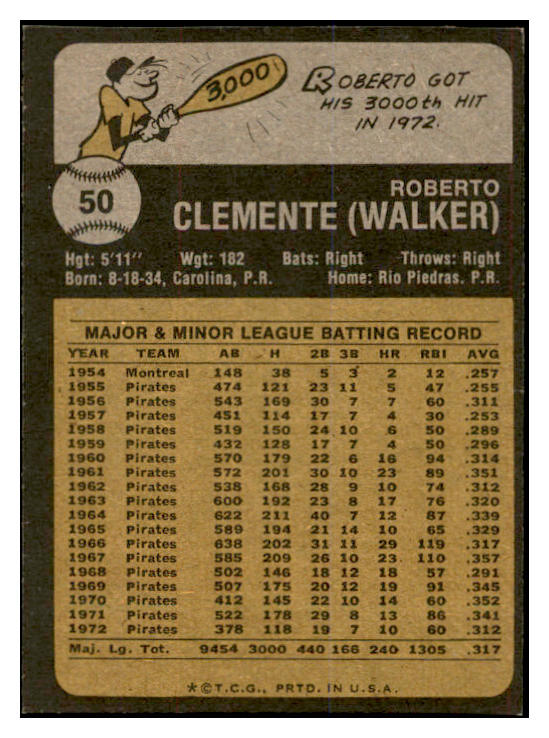 3,000
ROBERTO GOT
HIS 3000th HIT
IN 1972.
50
ROBERTO
CLEMENTE (WALKER)
Hgt: 5'11" Wgt: 182 Bats: Right Throws: Right
Born: 8-18-34, Carolina, P.R. Home: Rio Piedras. P.R.
MAJOR & MINOR LEAGUE BATTING RECORD
YEAR TEAM AB H 2B 3B HR RBI AVG
1954 Montreal 148 38 5 3 2 12 .257
1955 Pirates 474 121 23 11 5 47 .255
1956 Pirates 543 169 30 7 7 60 .311
1957 Pirates 451 114 17 7 4 30 .253
1958 Pirates 519 150 24 10 6 50 .289
1959 Pirates 432 128 17 7 4 50 .296
1960 Pirates 570 179 22 6 16 94 .314
1961 Pirates 572 201 30 10 23 89 .351
1962 Pirates 538 168 28 9 10 74 .312
1963 Pirates 600 192 23 8 17 76 .320
1964 Pirates 622 211 40 7 12 87 .339
1965 Pirates 589 194 21 14 10 65 .329
1966 Pirates 638 202 31 11 29 119 .317
1967 Pirates 585 209 26 10 23 110 .357
1968 Pirates 502 146 18 12 18 57 .291
1969 Pirates 507 175 20 12 19 91 .345
1970 Pirates 412 145 22 10 14 60 .352
1971 Pirates 522 178 29 8 13 86 .341
1972 Pirates 378 118 19 7 10 60 .312
Maj. Lg. Tot. 9454 3000 440 166 240 1305 .317
*©T.C.G., PRTD. IN U.S.A.